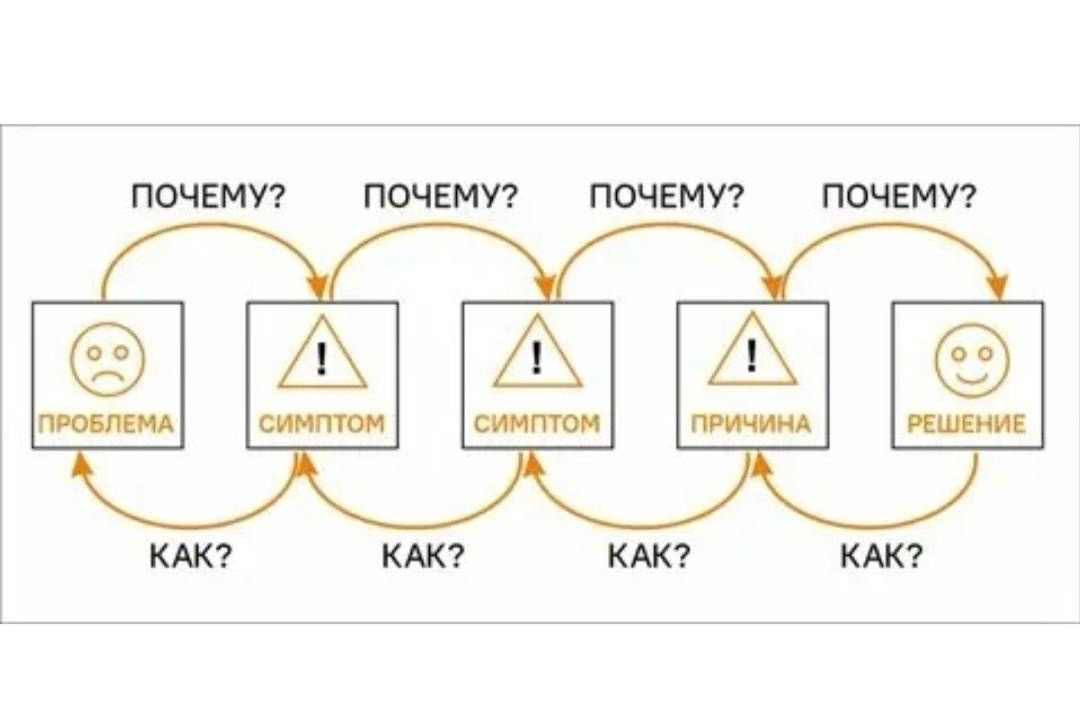 ПОЧЕМУ? ПОЧЕМУ? ПОЧЕМУ? ПОЧЕМУ?
! ! !
ПРОБЛЕМА СИМПТОМ СИМПТОМ ПРИЧИНА РЕШЕНИЕ
КАК? КАК? КАК? КАК?